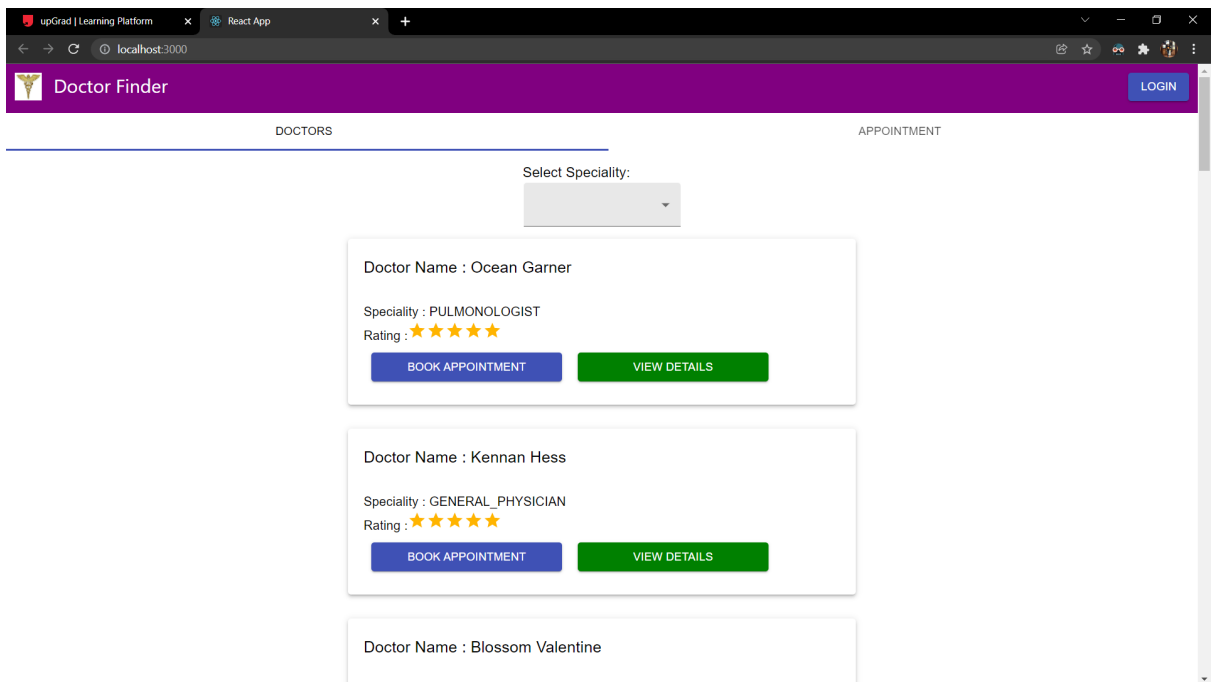 upGrad | Learning Platform
React App
localhost:3000
Doctor Finder
LOGIN
DOCTORS
APPOINTMENT
Select Speciality:
Doctor Name : Ocean Garner
Speciality : PULMONOLOGIST
Rating :
BOOK APPOINTMENT
VIEW DETAILS
Doctor Name : Kennan Hess
Speciality : GENERAL_PHYSICIAN
Rating :
BOOK APPOINTMENT
VIEW DETAILS
Doctor Name : Blossom Valentine